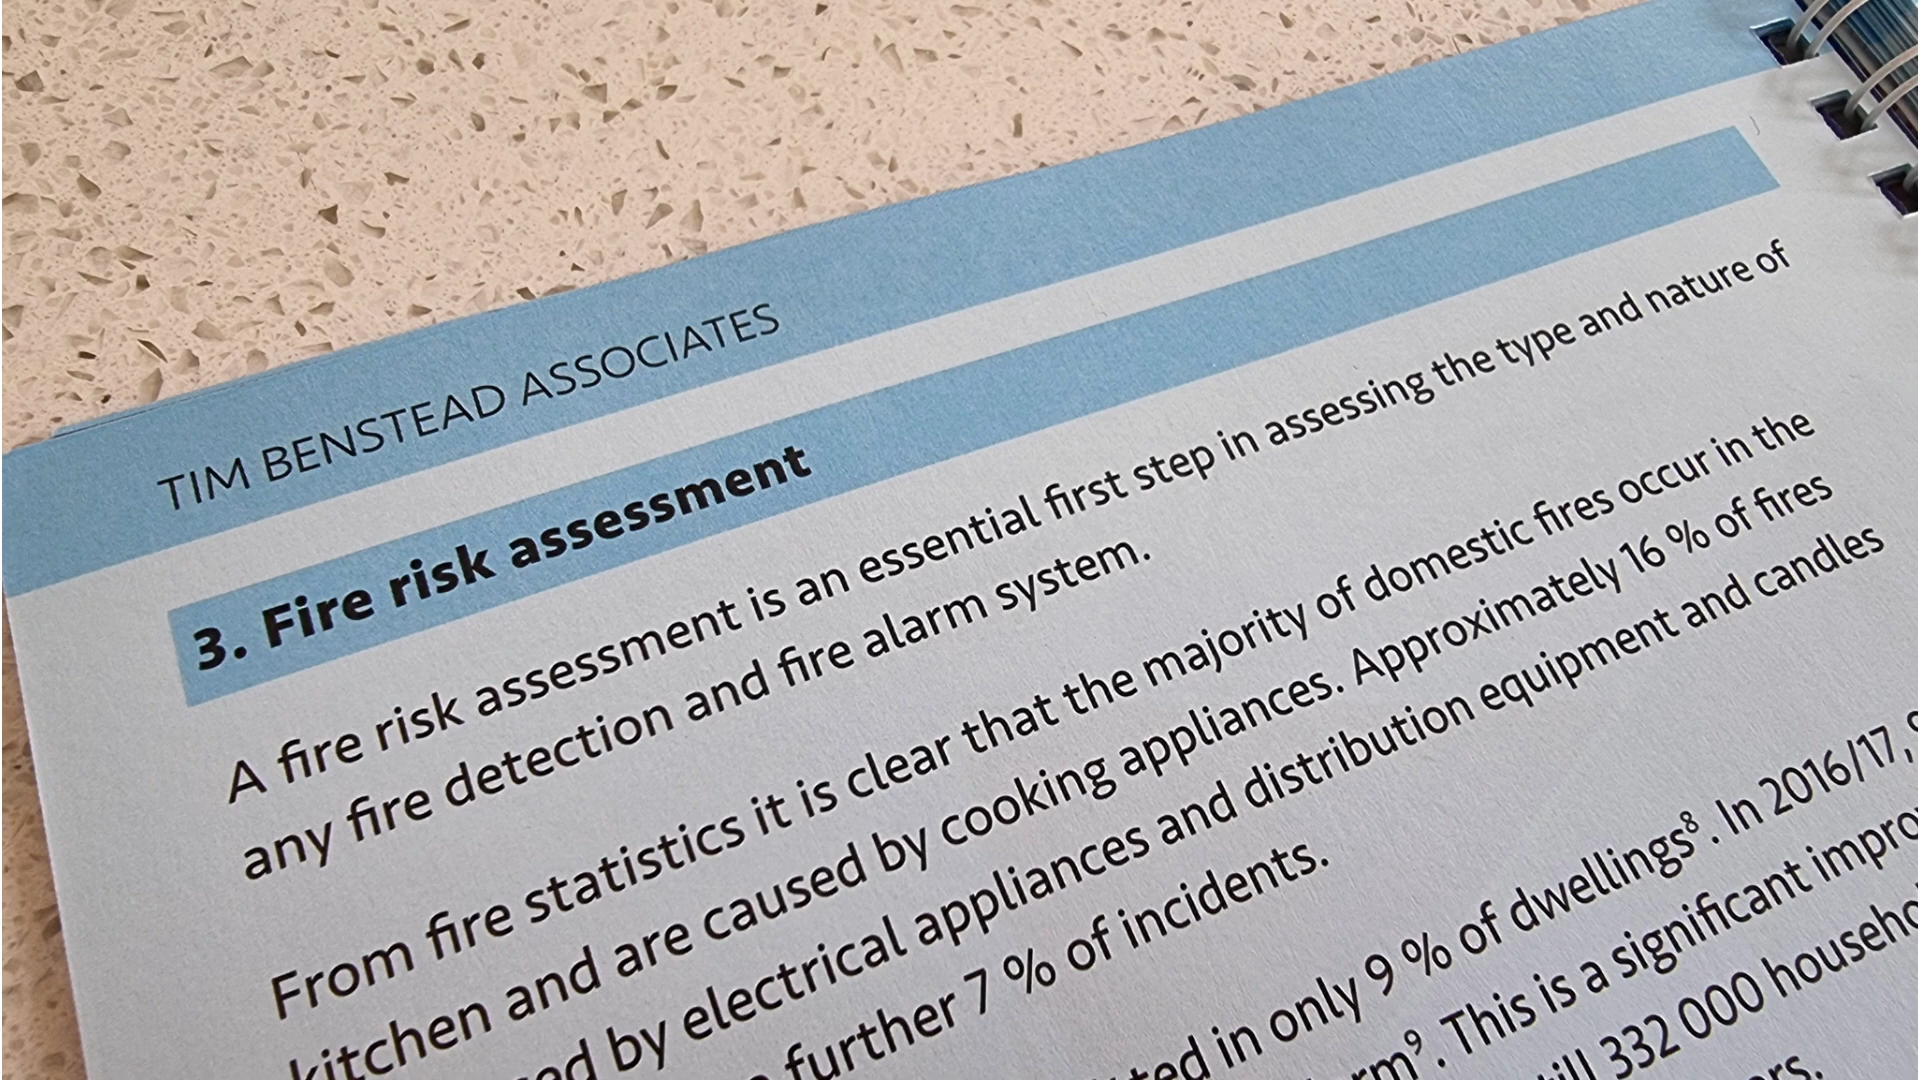 TIM BENSTEAD ASSOCIATES
3. Fire risk assessment
A fire risk assessment is an essential first step in assessing the type and nature of
any fire detection and fire alarm system.
From fire statistics it is clear that the majority of domestic fires occur in the
kitchen and are caused by cooking appliances. Approximately 16 % of fires
by electrical appliances and distribution equipment and candles
further 7 % of incidents.
in only 9 % of dwellings⁸. In 2016/17,
This is a significant
332 000